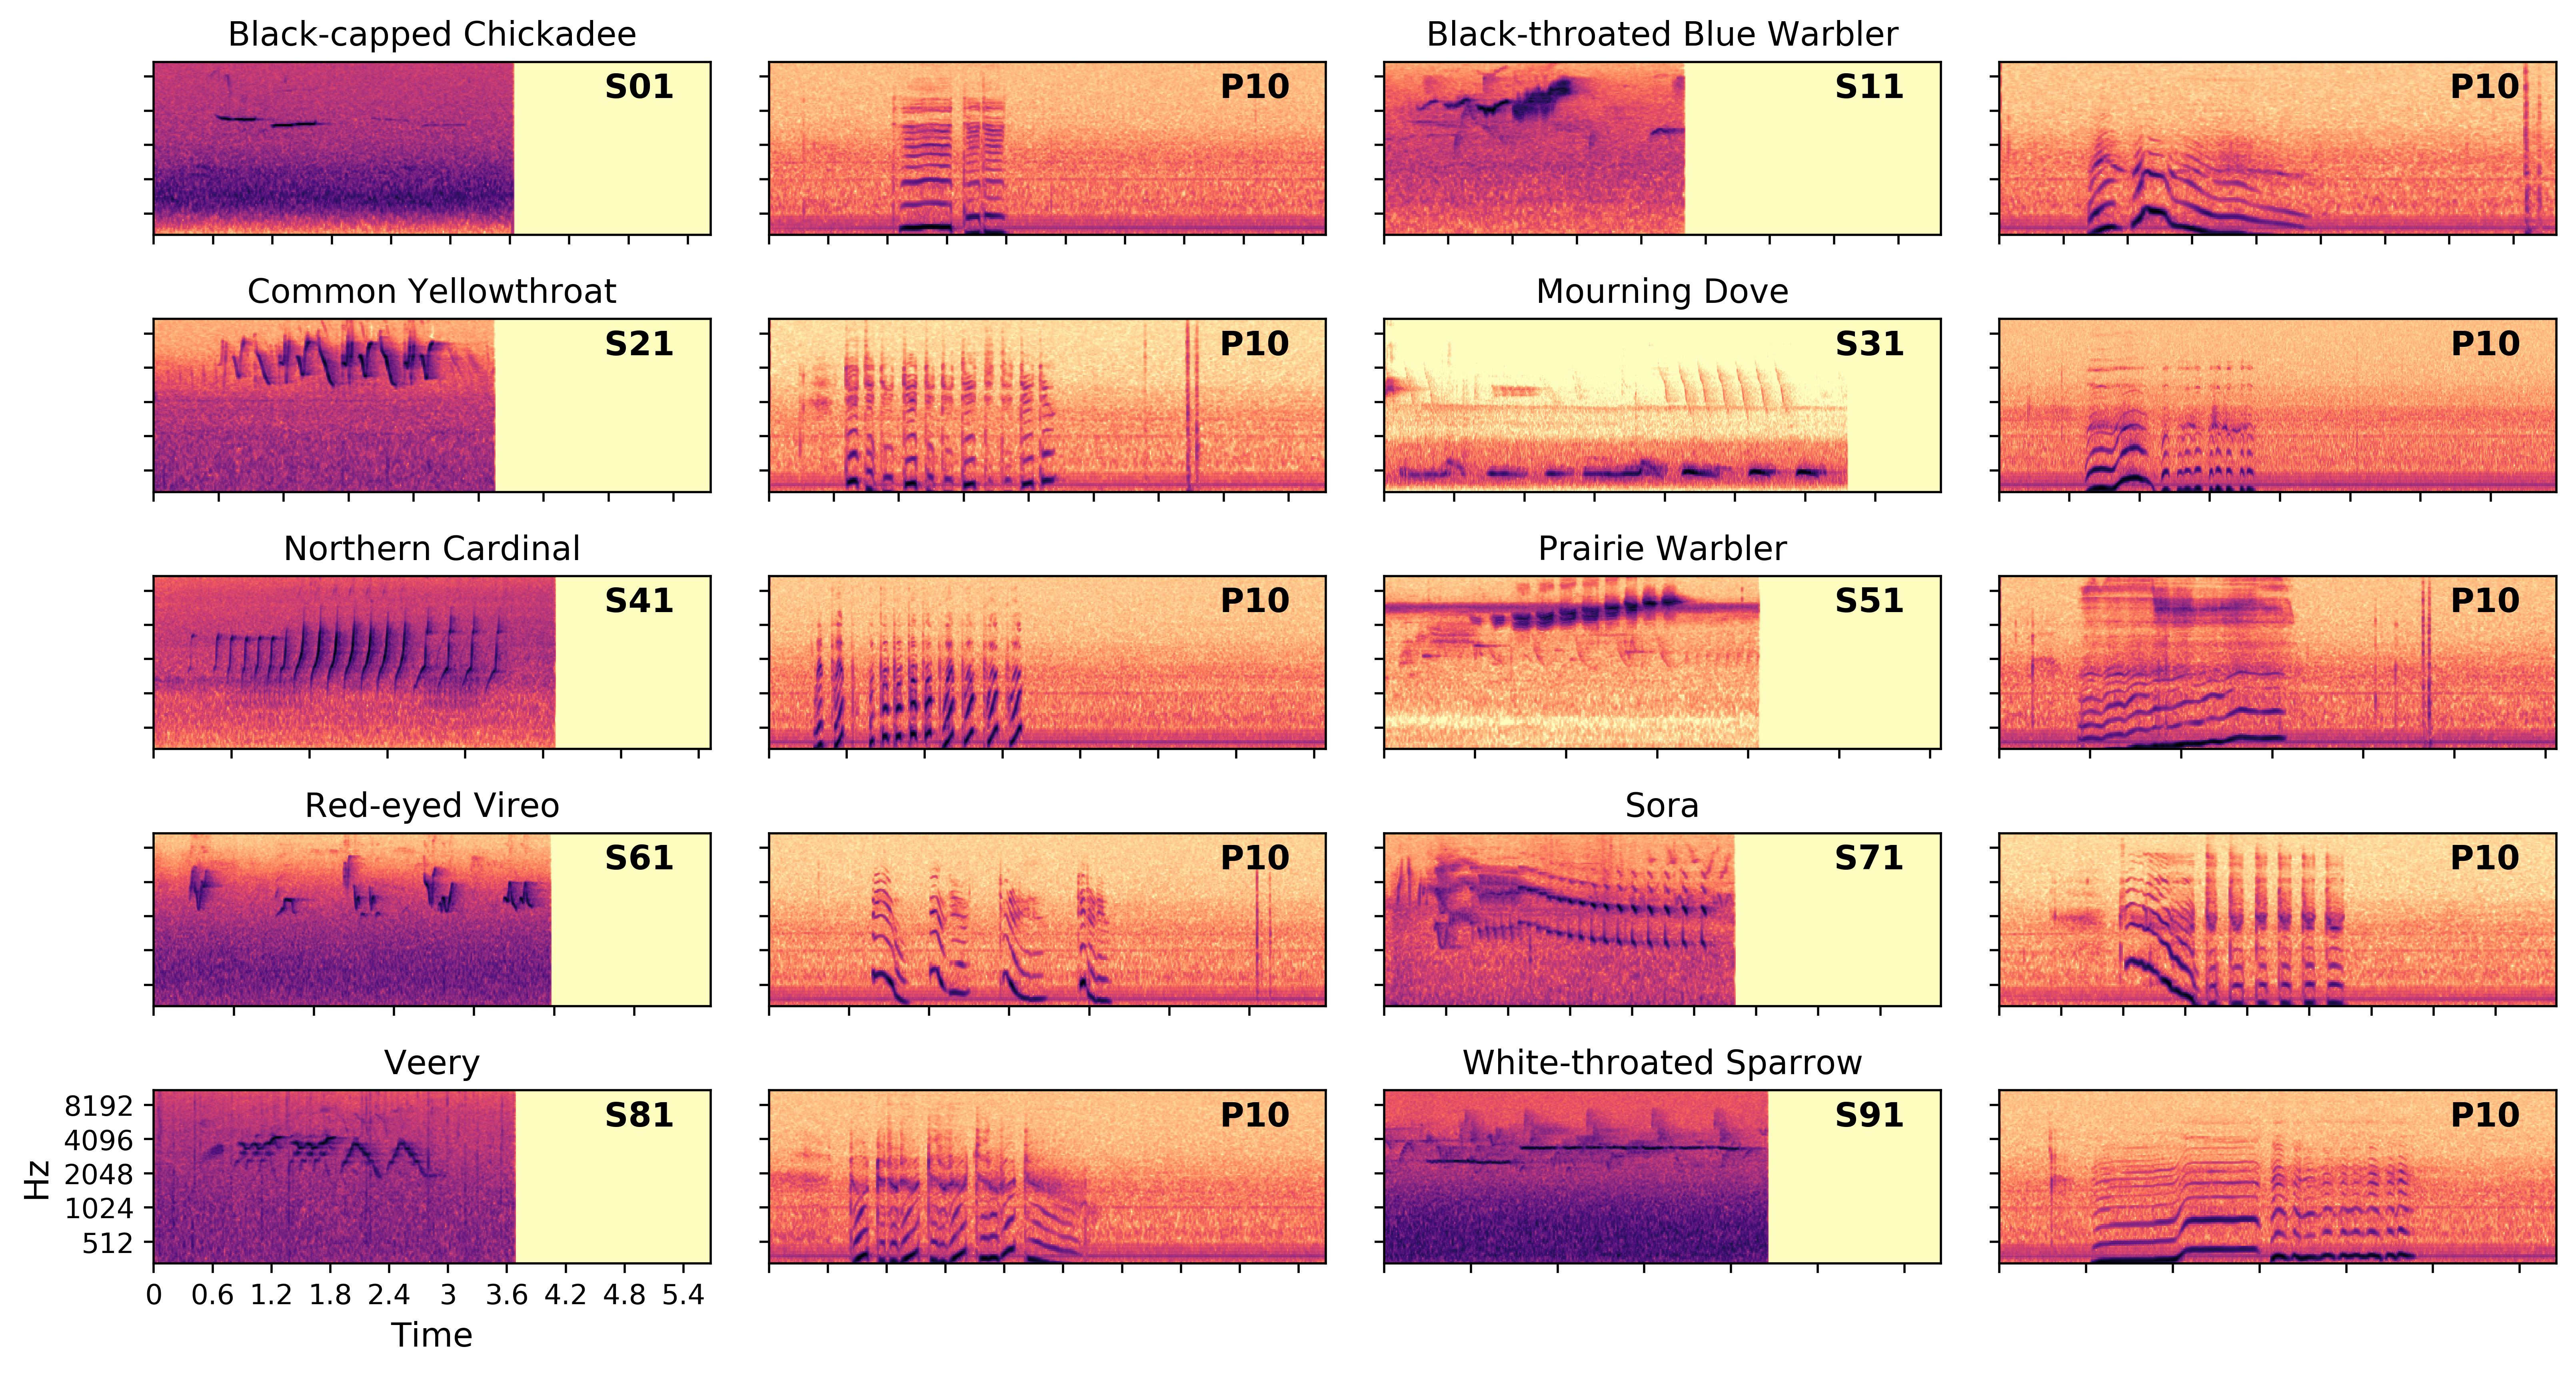 Black-capped Chickadee
Black-throated Blue Warbler
S01
P10
S11
P10
Common Yellowthroat
Mourning Dove
S21
P10
S31
P10
Northern Cardinal
Prairie Warbler
S41
P10
S51
P10
Red-eyed Vireo
Sora
S61
P10
S71
P10
Veery
White-throated Sparrow
S81
P10
S91
P10
8192
4096
2048
1024
512
Hz
0 0.6 1.2 1.8 2.4 3 3.6 4.2 4.8 5.4
Time